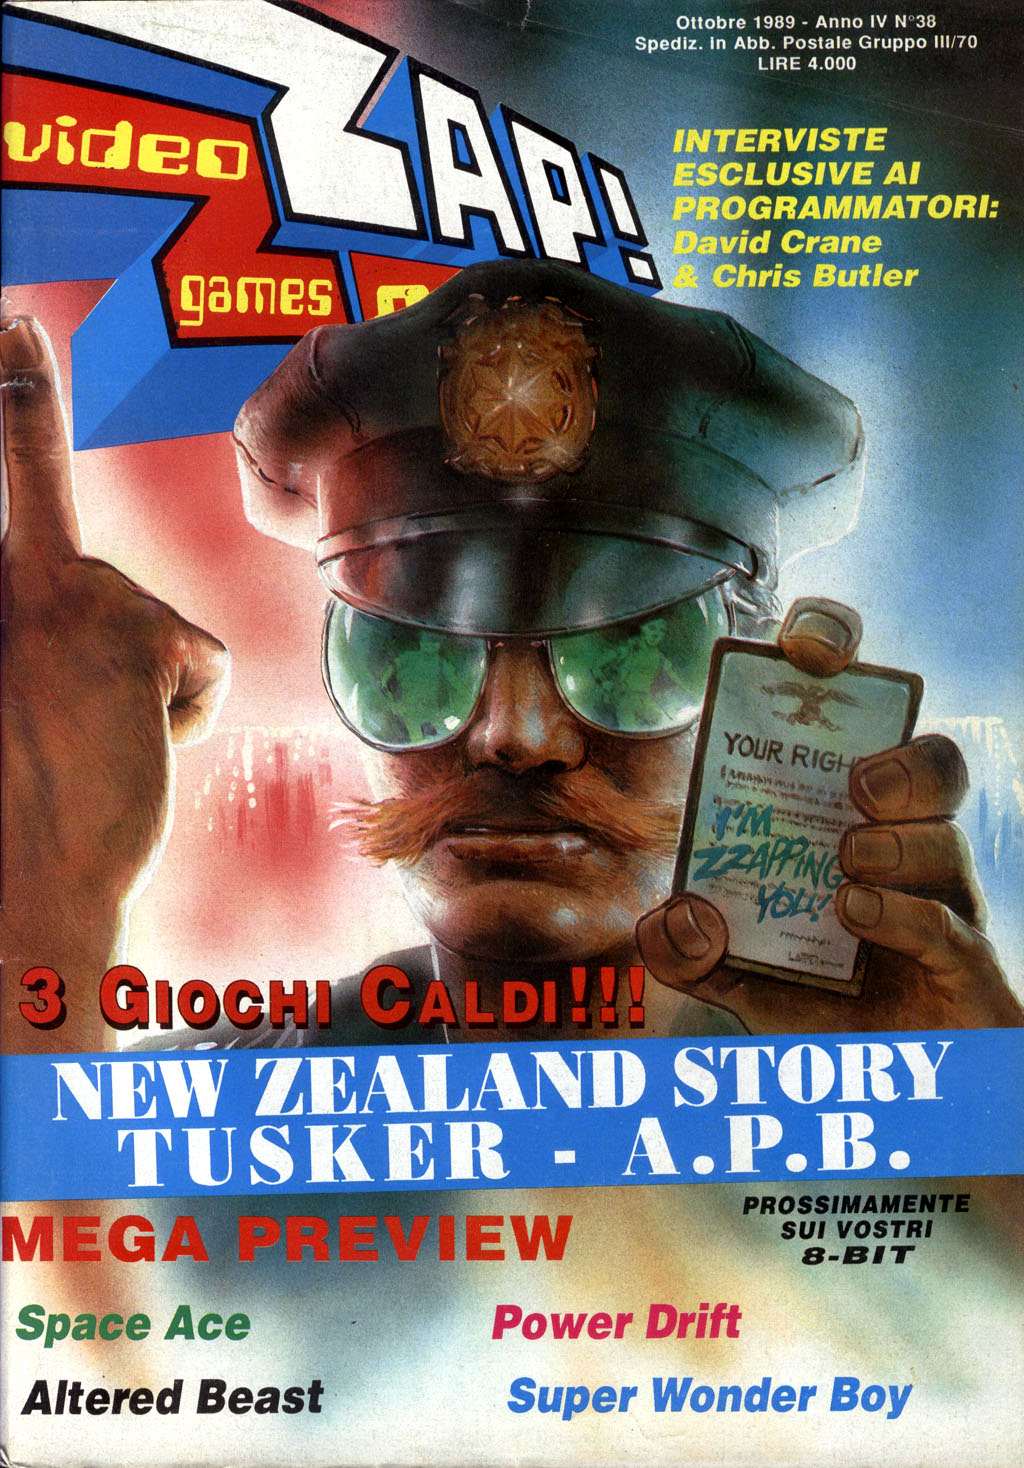 Ottobre 1989 - Anno IV N°38
Spediz. in Abb. Postale Gruppo III/70
LIRE 4.000
ZAP!
video
games
INTERVISTE
ESCLUSIVE AI
PROGRAMMATORI:
David Crane
& Chris Butler
YOUR RIGH
I'M
ZZAPPING
YOU!
3 GIOCHI CALDI!!!
NEW ZEALAND STORY
TUSKER - A.P.B.
MEGA PREVIEW
PROSSIMAMENTE
SUI VOSTRI
8-BIT
Space Ace
Power Drift
Altered Beast
Super Wonder Boy